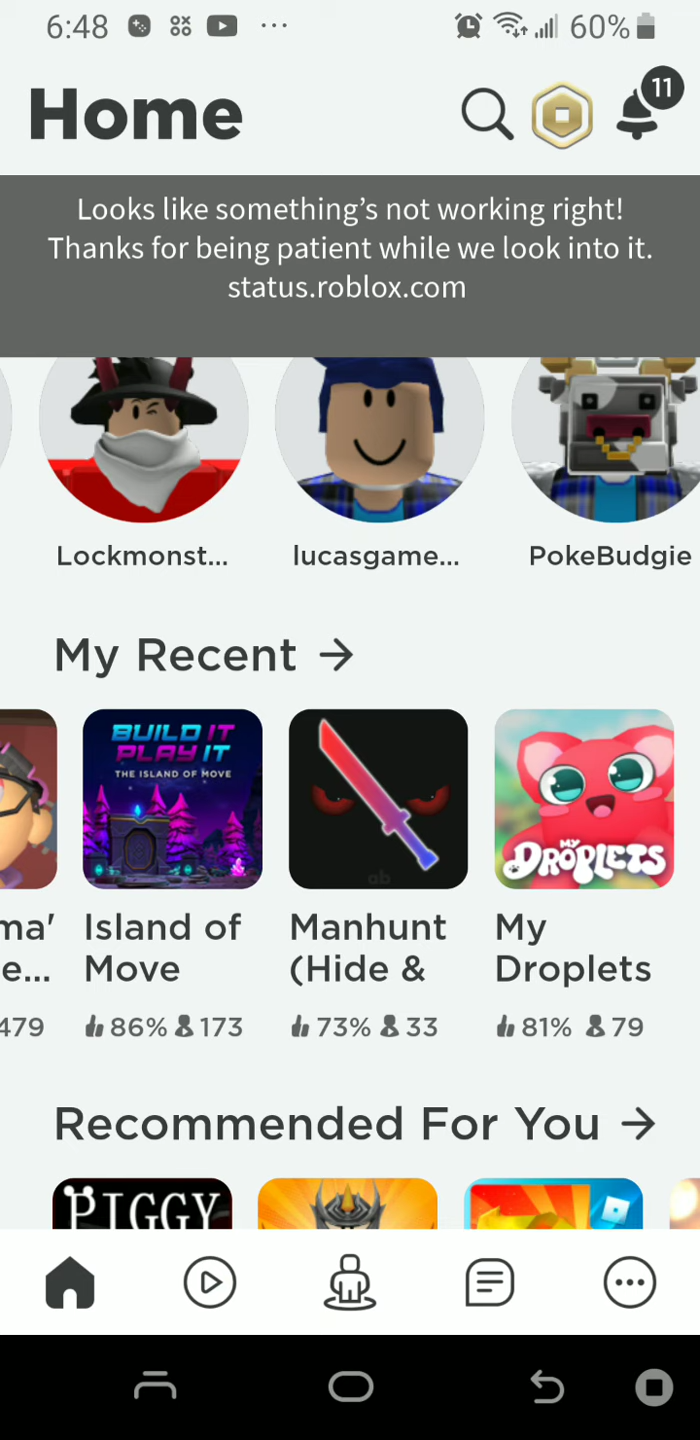 6:48
60%
Home
11
Looks like something's not working right!
Thanks for being patient while we look into it.
status.roblox.com
Lockmonst...
lucasgame...
PokeBudgie
My Recent →
BUILD IT
PLAY IT
THE ISLAND OF MOVE
ab
MY
DROPLETS
ma'
e...
479
Island of
Move
86% 173
Manhunt
(Hide &
73% 33
My
Droplets
81% 79
Recommended For You →
PIGGY